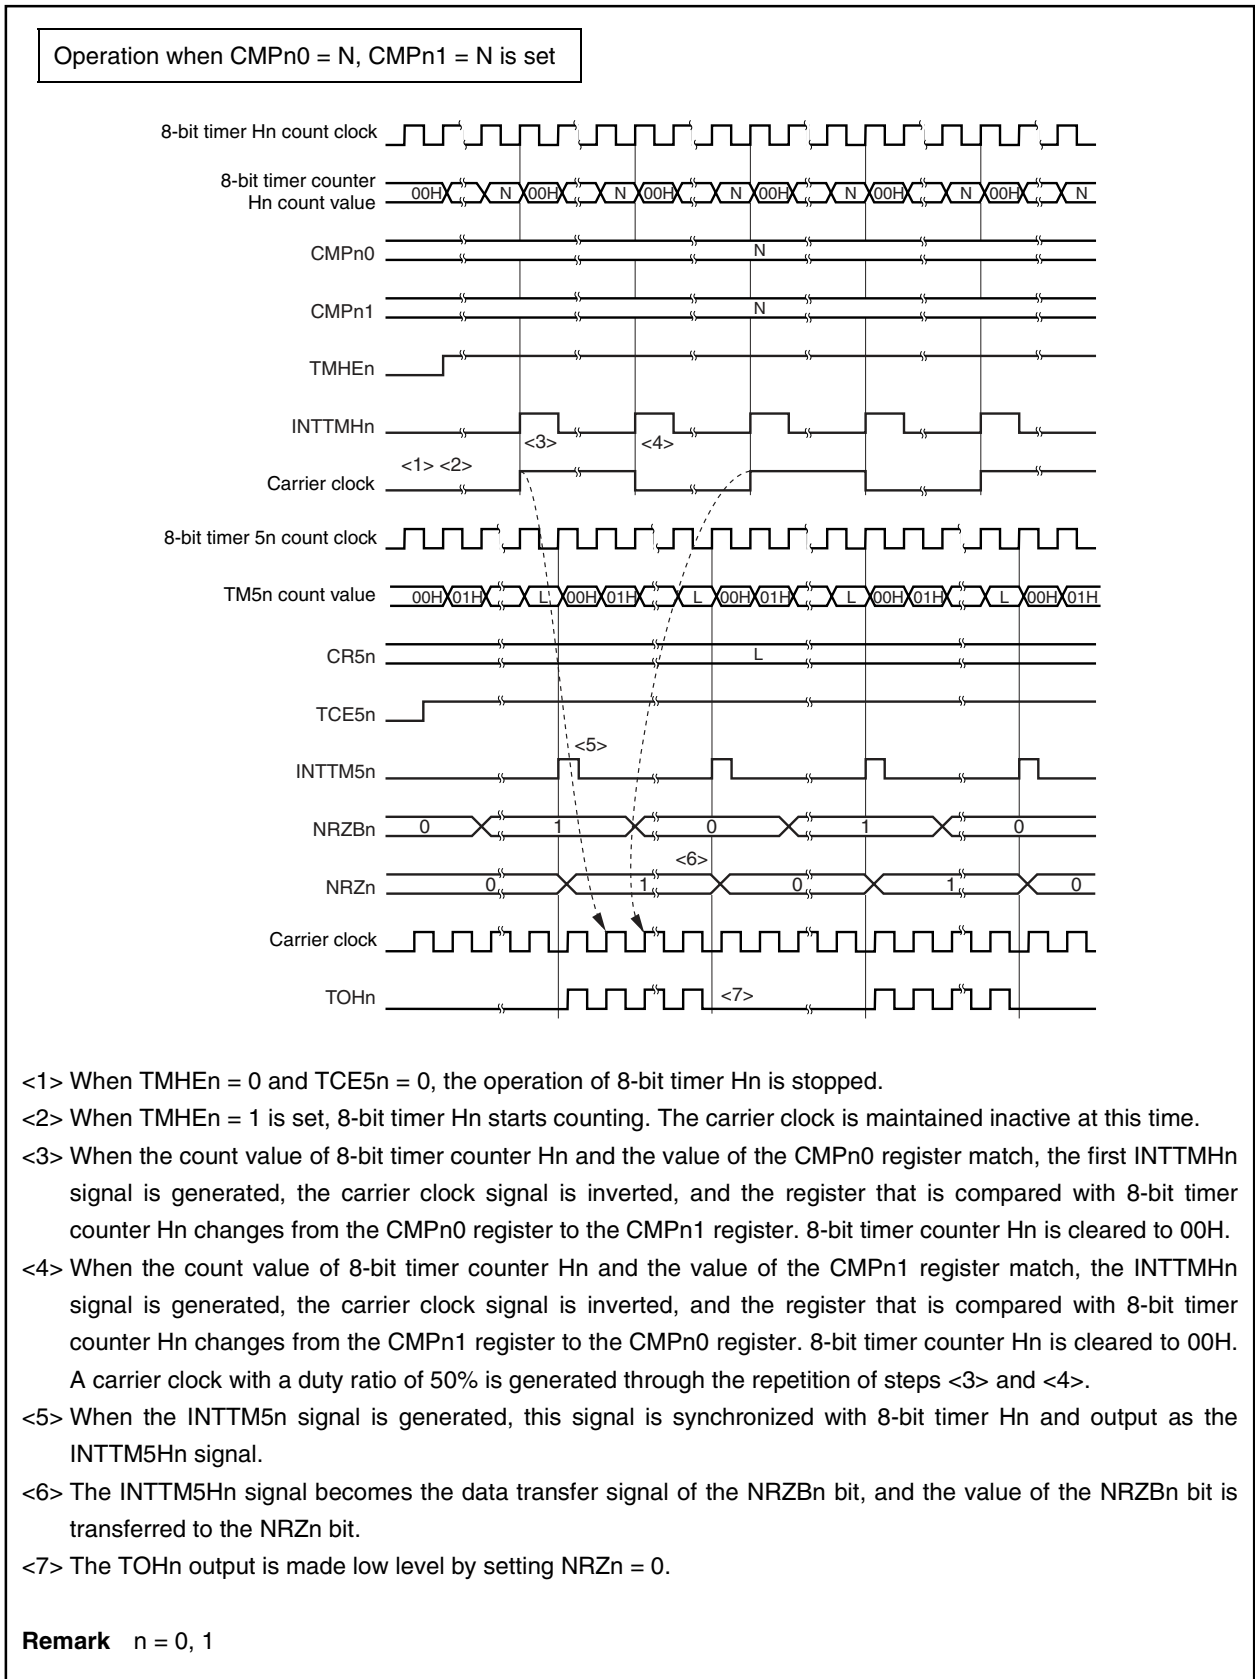 Operation when CMPn0 = N, CMPn1 = N is set
8-bit timer Hn count clock
8-bit timer counter
Hn count value
00H N 00H N 00H N 00H N 00H N 00H N
CMPn0
N
CMPn1
N
TMHEn
INTTMHn
<3> <4>
<1> <2>
Carrier clock
8-bit timer 5n count clock
TM5n count value
00H 01H L 00H 01H L 00H 01H L 00H 01H L 00H 01H
CR5n
L
TCE5n
<5>
INTTM5n
NRZBn
0 1 0 1 0
<6>
NRZn
0 1 0 1 0
Carrier clock
TOHn
<7>
<1> When TMHEn = 0 and TCE5n = 0, the operation of 8-bit timer Hn is stopped.
<2> When TMHEn = 1 is set, 8-bit timer Hn starts counting. The carrier clock is maintained inactive at this time.
<3> When the count value of 8-bit timer counter Hn and the value of the CMPn0 register match, the first INTTMHn
signal is generated, the carrier clock signal is inverted, and the register that is compared with 8-bit timer
counter Hn changes from the CMPn0 register to the CMPn1 register. 8-bit timer counter Hn is cleared to 00H.
<4> When the count value of 8-bit timer counter Hn and the value of the CMPn1 register match, the INTTMHn
signal is generated, the carrier clock signal is inverted, and the register that is compared with 8-bit timer
counter Hn changes from the CMPn1 register to the CMPn0 register. 8-bit timer counter Hn is cleared to 00H.
A carrier clock with a duty ratio of 50% is generated through the repetition of steps <3> and <4>.
<5> When the INTTM5n signal is generated, this signal is synchronized with 8-bit timer Hn and output as the
INTTM5Hn signal.
<6> The INTTM5Hn signal becomes the data transfer signal of the NRZBn bit, and the value of the NRZBn bit is
transferred to the NRZn bit.
<7> The TOHn output is made low level by setting NRZn = 0.
Remark n = 0, 1